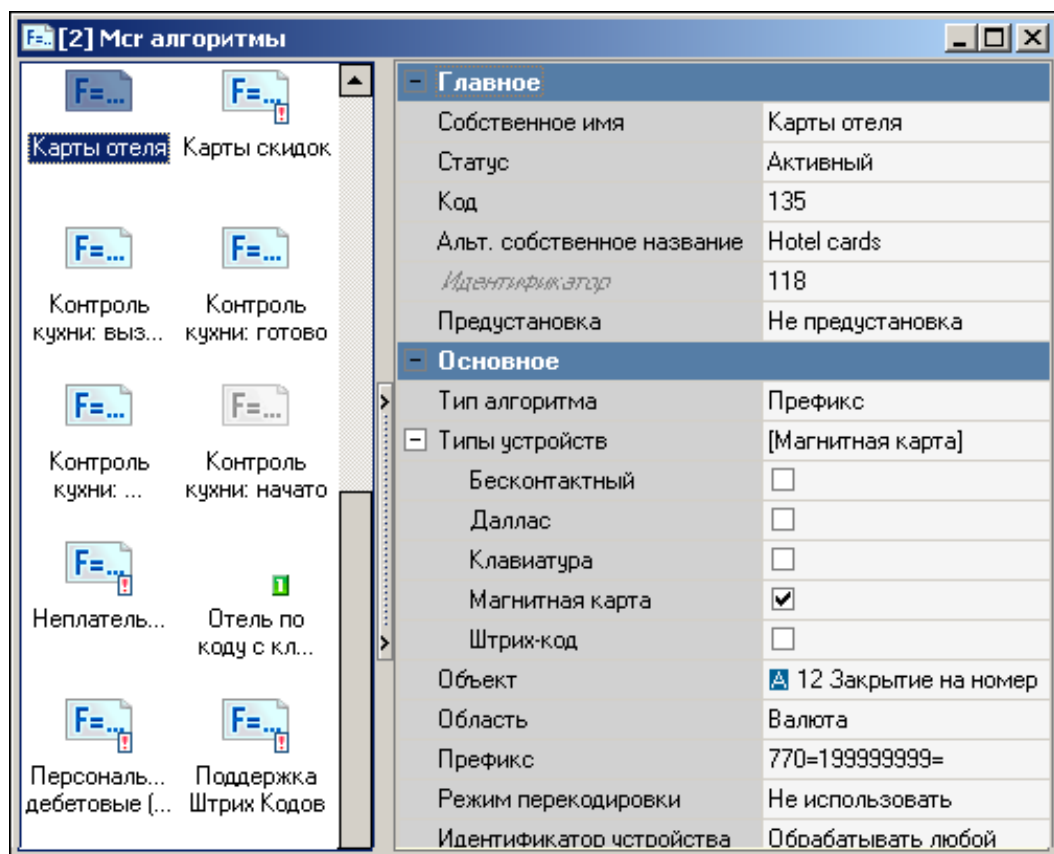 [2] Mcr алгоритмы
F=...
F=...
Карты отеля
Карты скидок
F=...
F=...
Контроль
кухни: выз...
Контроль
кухни: готово
F=...
F=...
Контроль
кухни: ...
Контроль
кухни: начато
F=...
1
Неплатель...
Отель по
коду с кл...
F=...
F=...
Персональ...
дебетовые (...
Поддержка
Штрих Кодов
Главное
Собственное имя Карты отеля
Статус Активный
Код 135
Альт. собственное название Hotel cards
Идентификатор 118
Предустановка Не предустановка
Основное
Тип алгоритма Префикс
Типы устройств [Магнитная карта]
Бесконтактный
Даллас
Клавиатура
Магнитная карта
Штрих-код
Объект A 12 Закрытие на номер
Область Валюта
Префикс 770=199999999=
Режим перекодировки Не использовать
Идентификатор устройства Обрабатывать любой